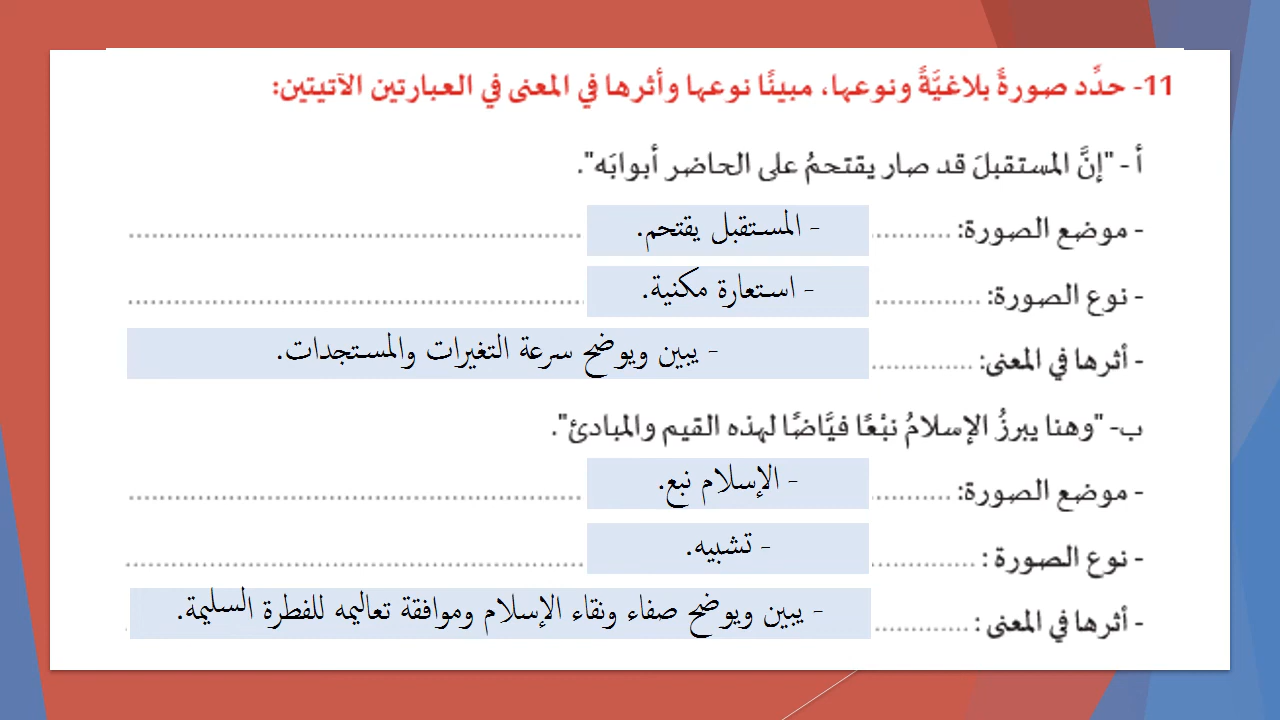 11- حدِّد صورةً بلاغيَّةً ونوعها، مبينًا نوعها وأثرها في المعنى في العبارتين الآتيتين:
أ - "إنَّ المستقبلَ قد صار يقتحمُ على الحاضر أبوابَه".
- موضع الصورة: .......... - المستقبل يقتحم. ..........
- نوع الصورة: .......... - استعارة مكنية. ..........
- أثرها في المعنى: .......... - يبين ويوضح سرعة التغيرات والمستجدات.
ب- "وهنا يبرزُ الإسلامُ نبْعًا فيَّاضًا لهذه القيم والمبادئ".
- موضع الصورة: .......... - الإسلام نبع. ..........
- نوع الصورة : .......... - تشبيه. ..........
- أثرها في المعنى : .......... - يبين ويوضح صفاء ونقاء الإسلام وموافقة تعاليمه للفطرة السليمة.